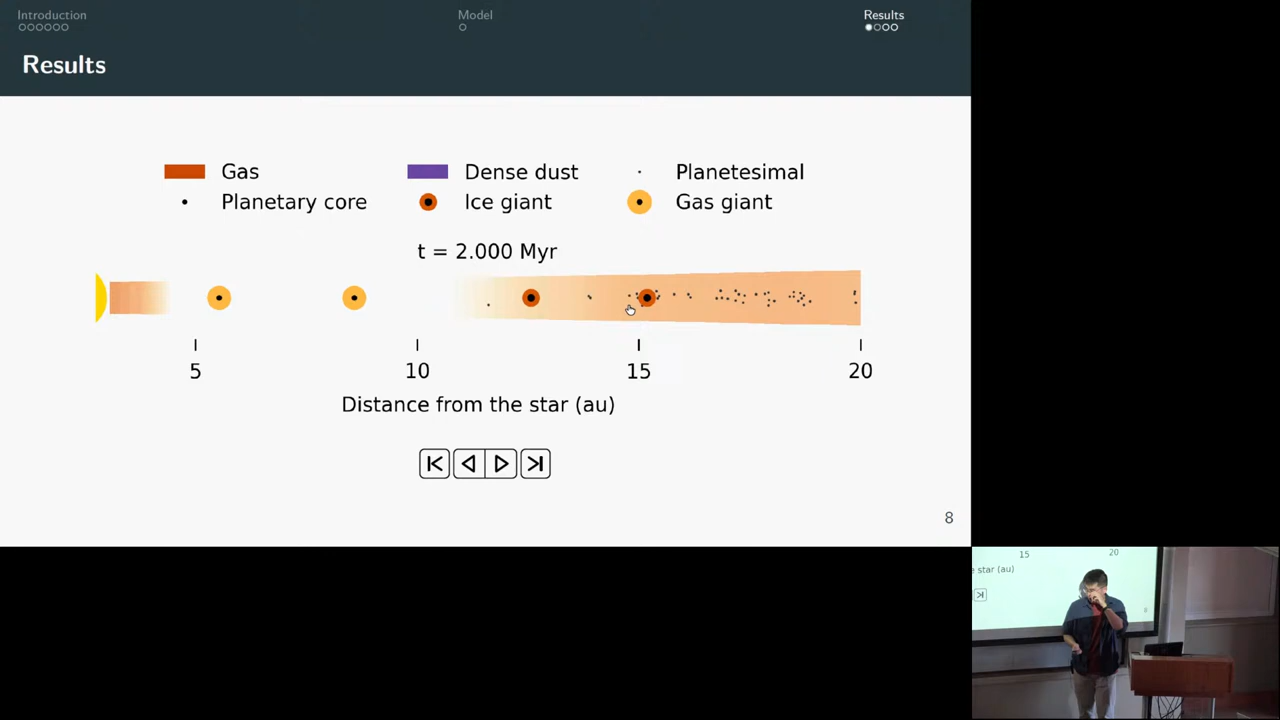 Introduction Model Results
Results
Gas Dense dust Planetesimal
Planetary core Ice giant Gas giant
t = 2.000 Myr
5 10 15 20
Distance from the star (au)
8
15 20
e star (au)
8